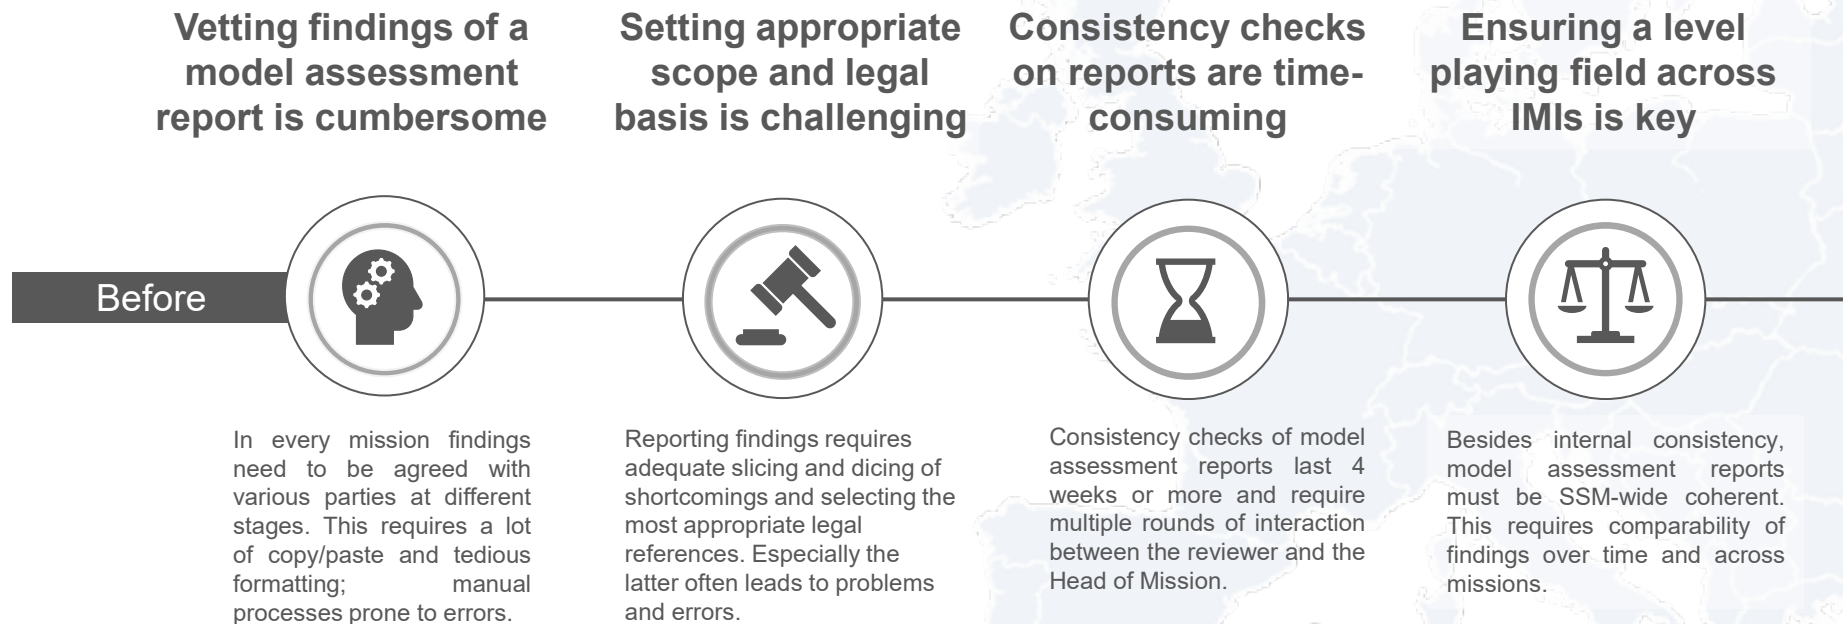 Vetting findings of a
model assessment
report is cumbersome
Setting appropriate
scope and legal
basis is challenging
Consistency checks
on reports are time-
consuming
Ensuring a level
playing field across
IMIs is key
Before
In every mission findings
need to be agreed with
various parties at different
stages. This requires a lot
of copy/paste and tedious
formatting; manual
processes prone to errors.
Reporting findings requires
adequate slicing and dicing of
shortcomings and selecting the
most appropriate legal
references. Especially the
latter often leads to problems
and errors.
Consistency checks of model
assessment reports last 4
weeks or more and require
multiple rounds of interaction
between the reviewer and the
Head of Mission.
Besides internal consistency,
model assessment reports
must be SSM-wide coherent.
This requires comparability of
findings over time and across
missions.